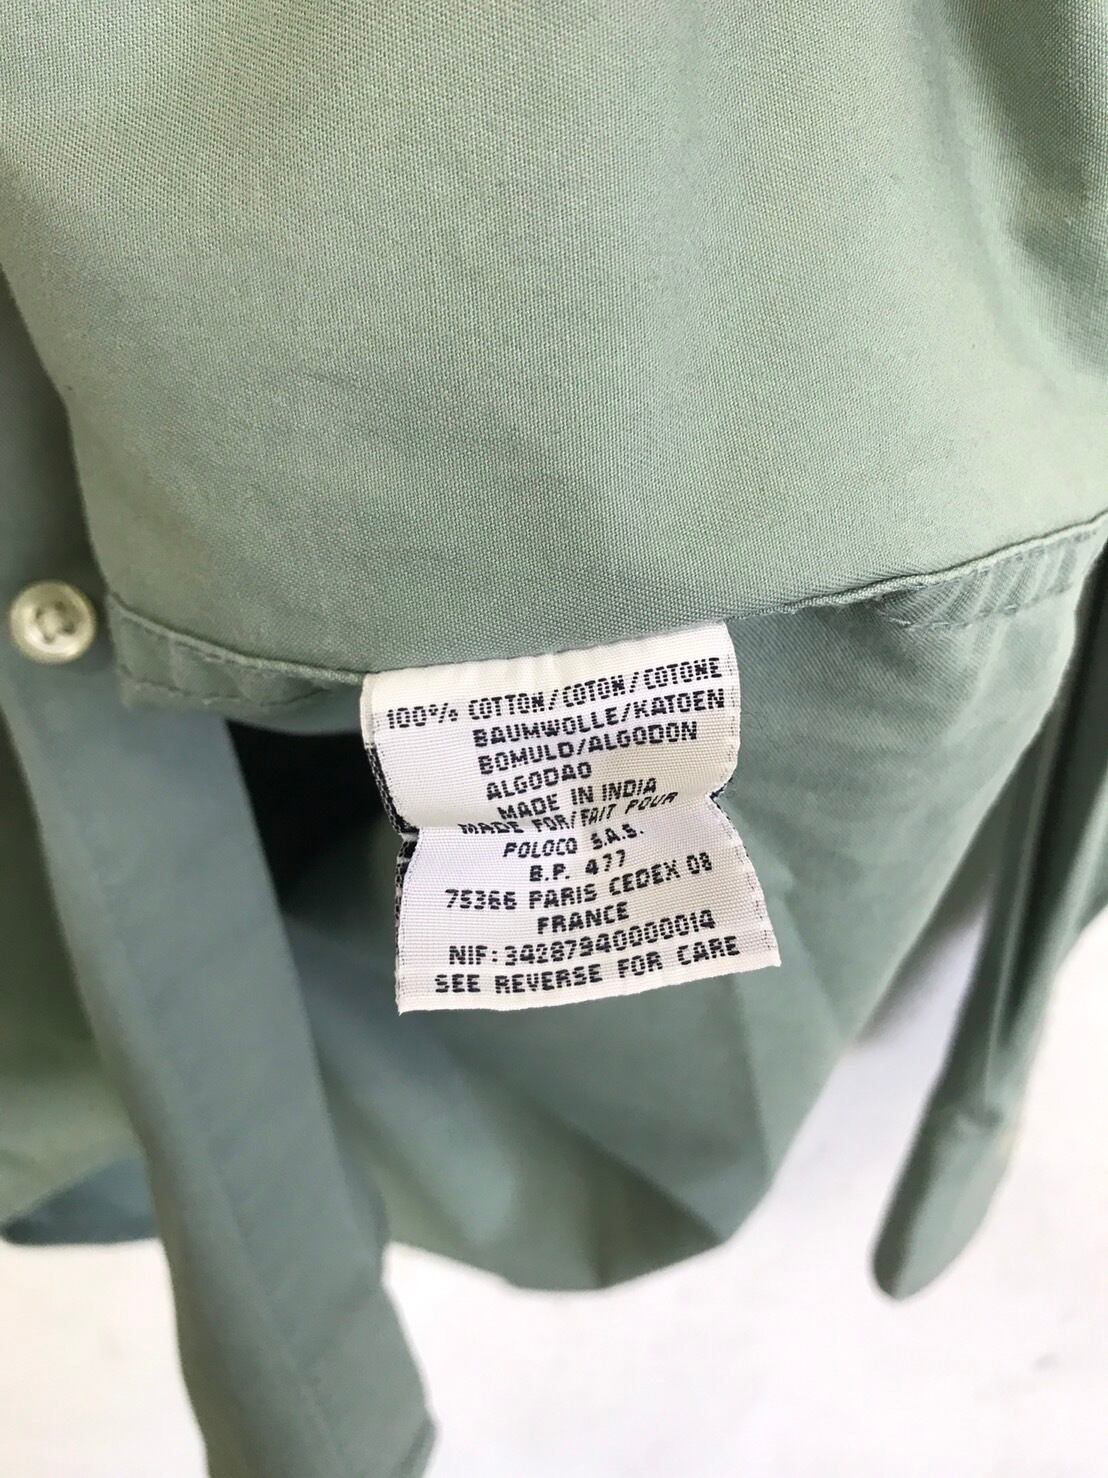 100% COTTON/COTON/COTONE
BAUMWOLLE/KATOEN
BOMULD/ALGODON
ALGODAO
MADE IN INDIA
MADE FOR/FAIT POUR
POLOCO S.A.S.
B.P. 477
75366 PARIS CEDEX 08
FRANCE
NIF:34287940000014
SEE REVERSE FOR CARE